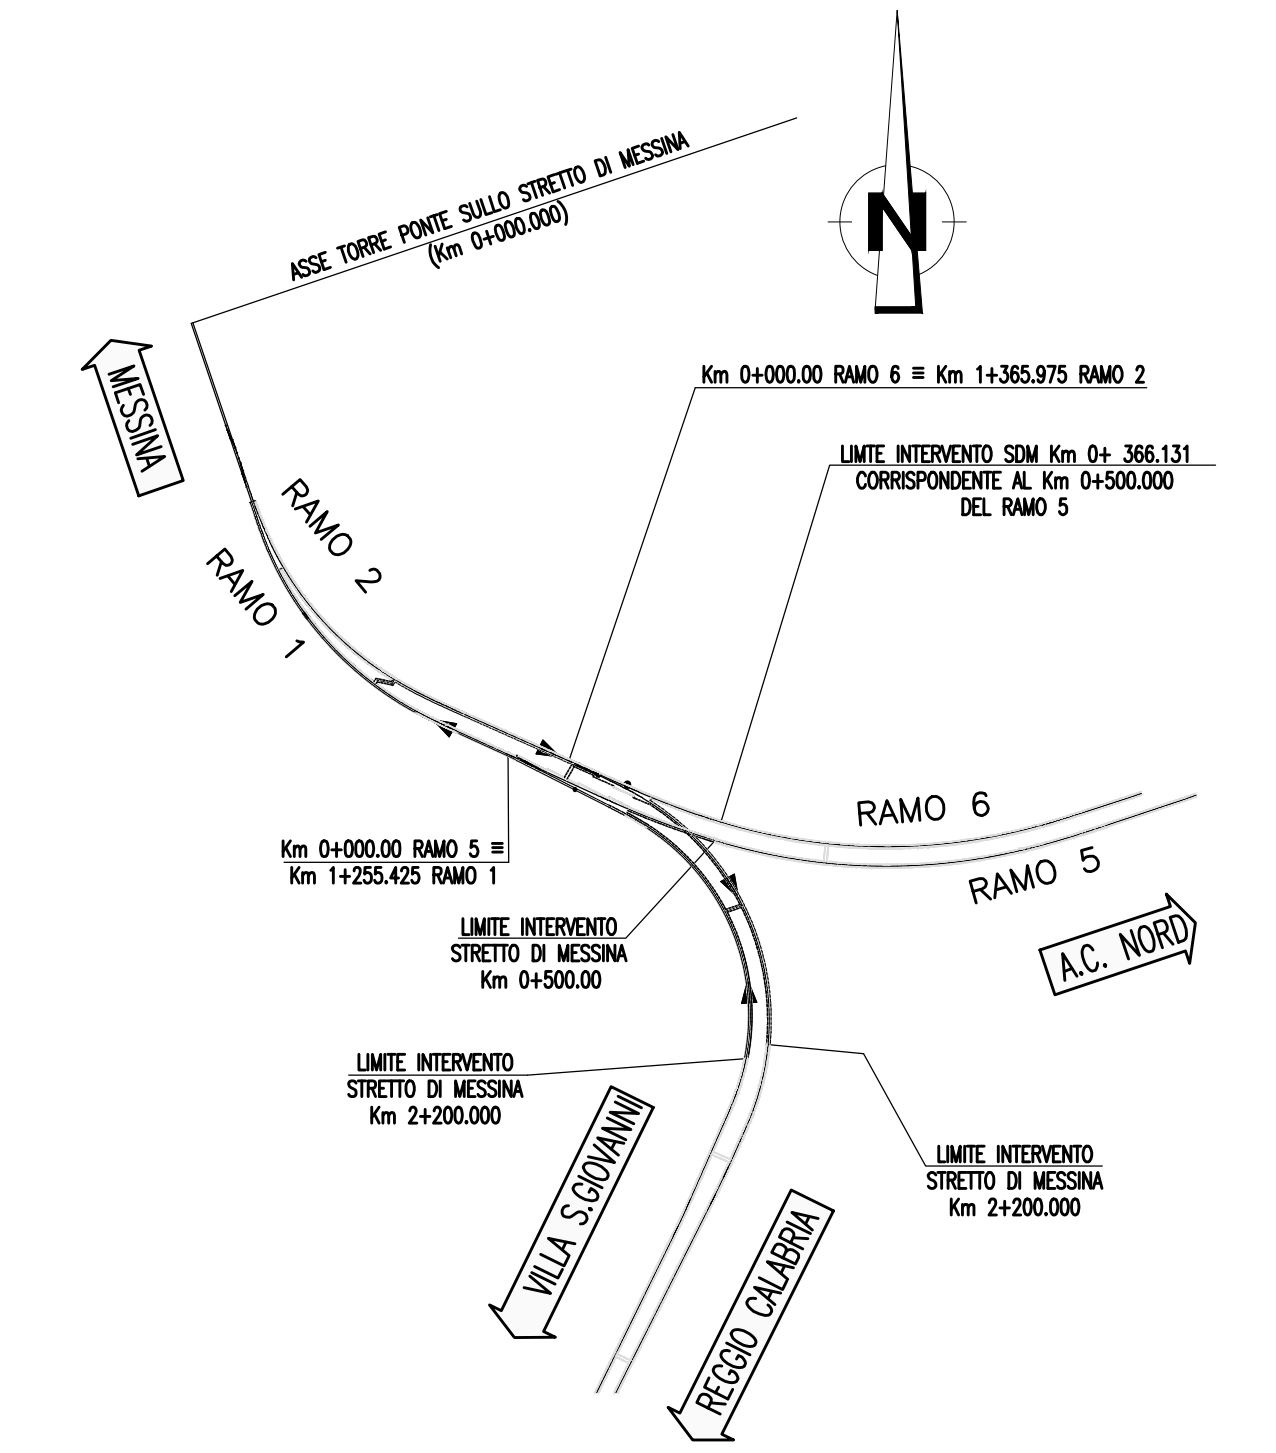 ASSE TORRE PONTE SULLO STRETTO DI MESSINA
(Km 0+000.000)
N
MESSINA
Km 0+000.00 RAMO 6 ≡ Km 1+365.975 RAMO 2
LIMTE INTERVENTO SDM Km 0+ 366.131
CORRISPONDENTE AL Km 0+500.000
DEL RAMO 5
RAMO 2
RAMO 1
RAMO 6
RAMO 5
Km 0+000.00 RAMO 5 ≡
Km 1+255.425 RAMO 1
LIMITE INTERVENTO
STRETTO DI MESSINA
Km 0+500.00
A.C. NORD
LIMITE INTERVENTO
STRETTO DI MESSINA
Km 2+200.000
VILLA S.GIOVANNI
LIMITE INTERVENTO
STRETTO DI MESSINA
Km 2+200.000
REGGIO CALABRIA